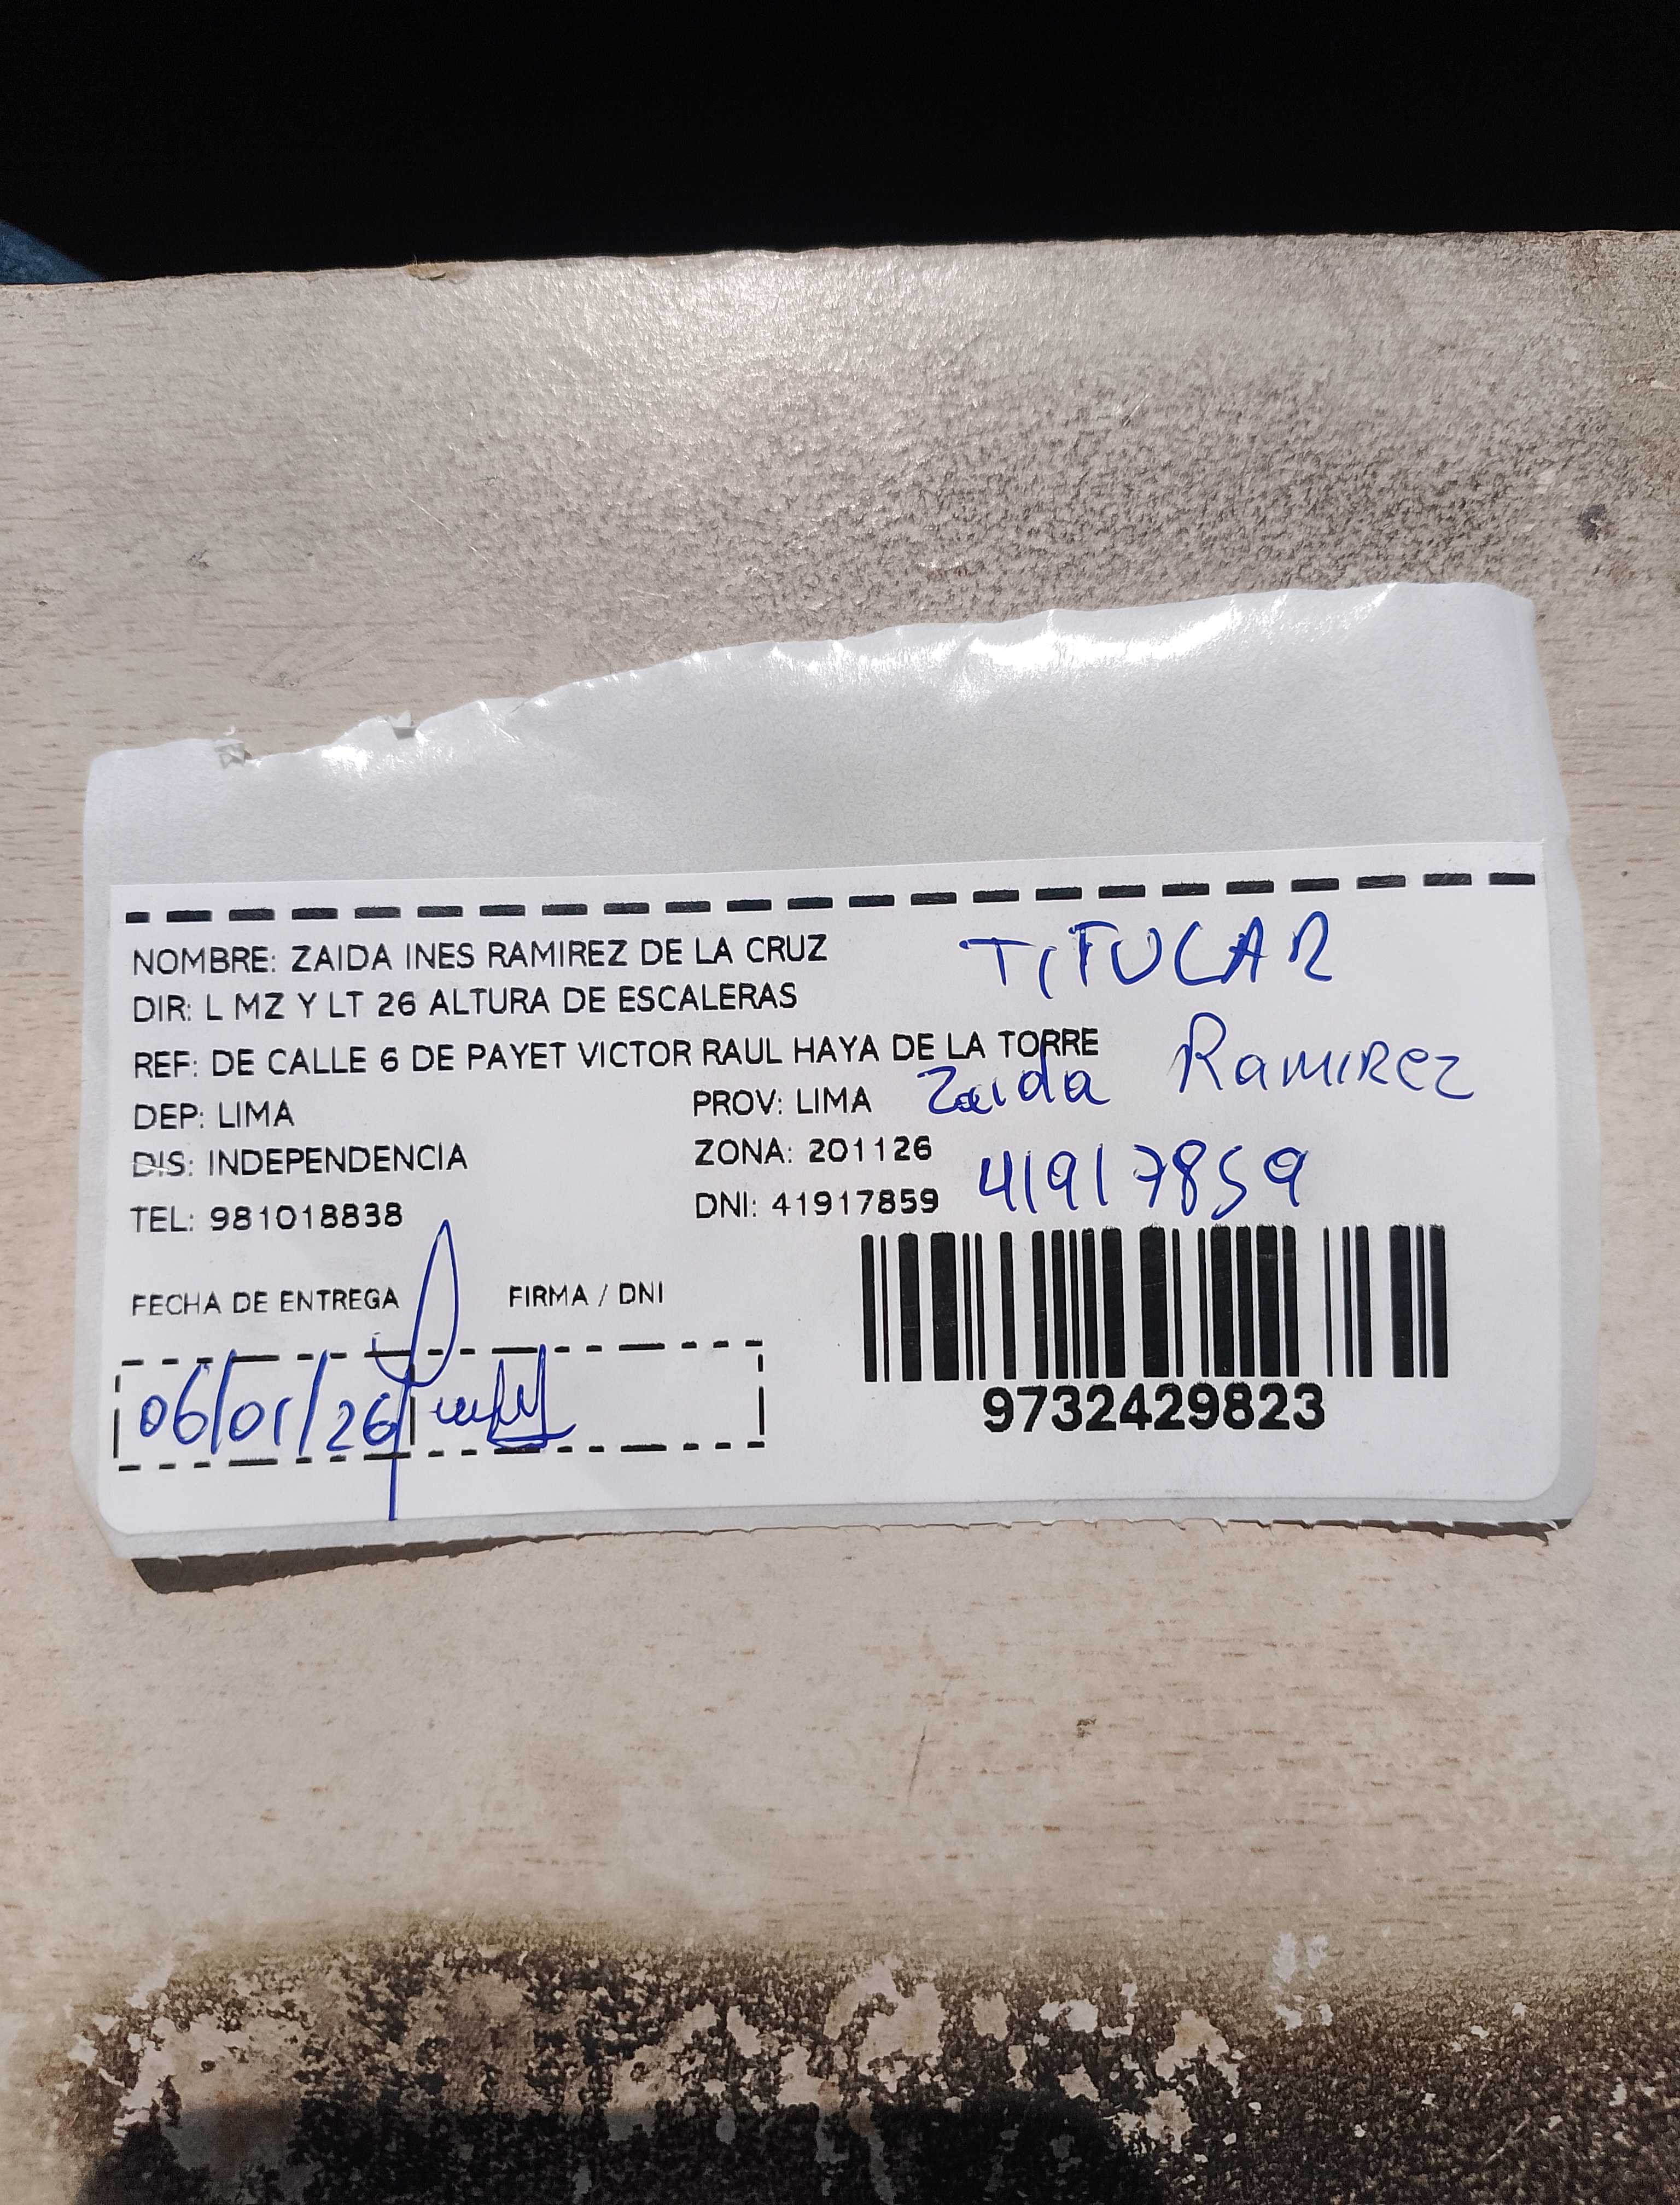 NOMBRE: ZAIDA INES RAMIREZ DE LA CRUZ
TITULAR
DIR: L MZ Y LT 26 ALTURA DE ESCALERAS
REF: DE CALLE 6 DE PAYET VICTOR RAUL HAYA DE LA TORRE
Zaida Ramirez
DEP: LIMA PROV: LIMA
DIS: INDEPENDENCIA ZONA: 201126
TEL: 981018838 DNI: 41917859
41917859
FECHA DE ENTREGA FIRMA / DNI
06/01/26
9732429823